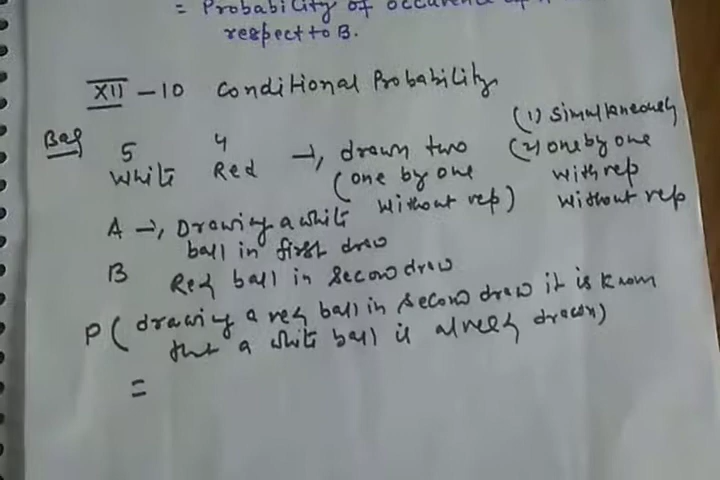 = Probability of occurence of
respect to B.
XII - 10 Conditional Probability
Bag 5 White 4 Red →, drawn two (1) Simultaneously
(one by one without rep) (2) one by one
with rep
without rep
A →, Drawing a white
ball in first draw
B Red ball in second draw
P ( drawing a red ball in second draw it is known
that a white ball is already drawn)
=